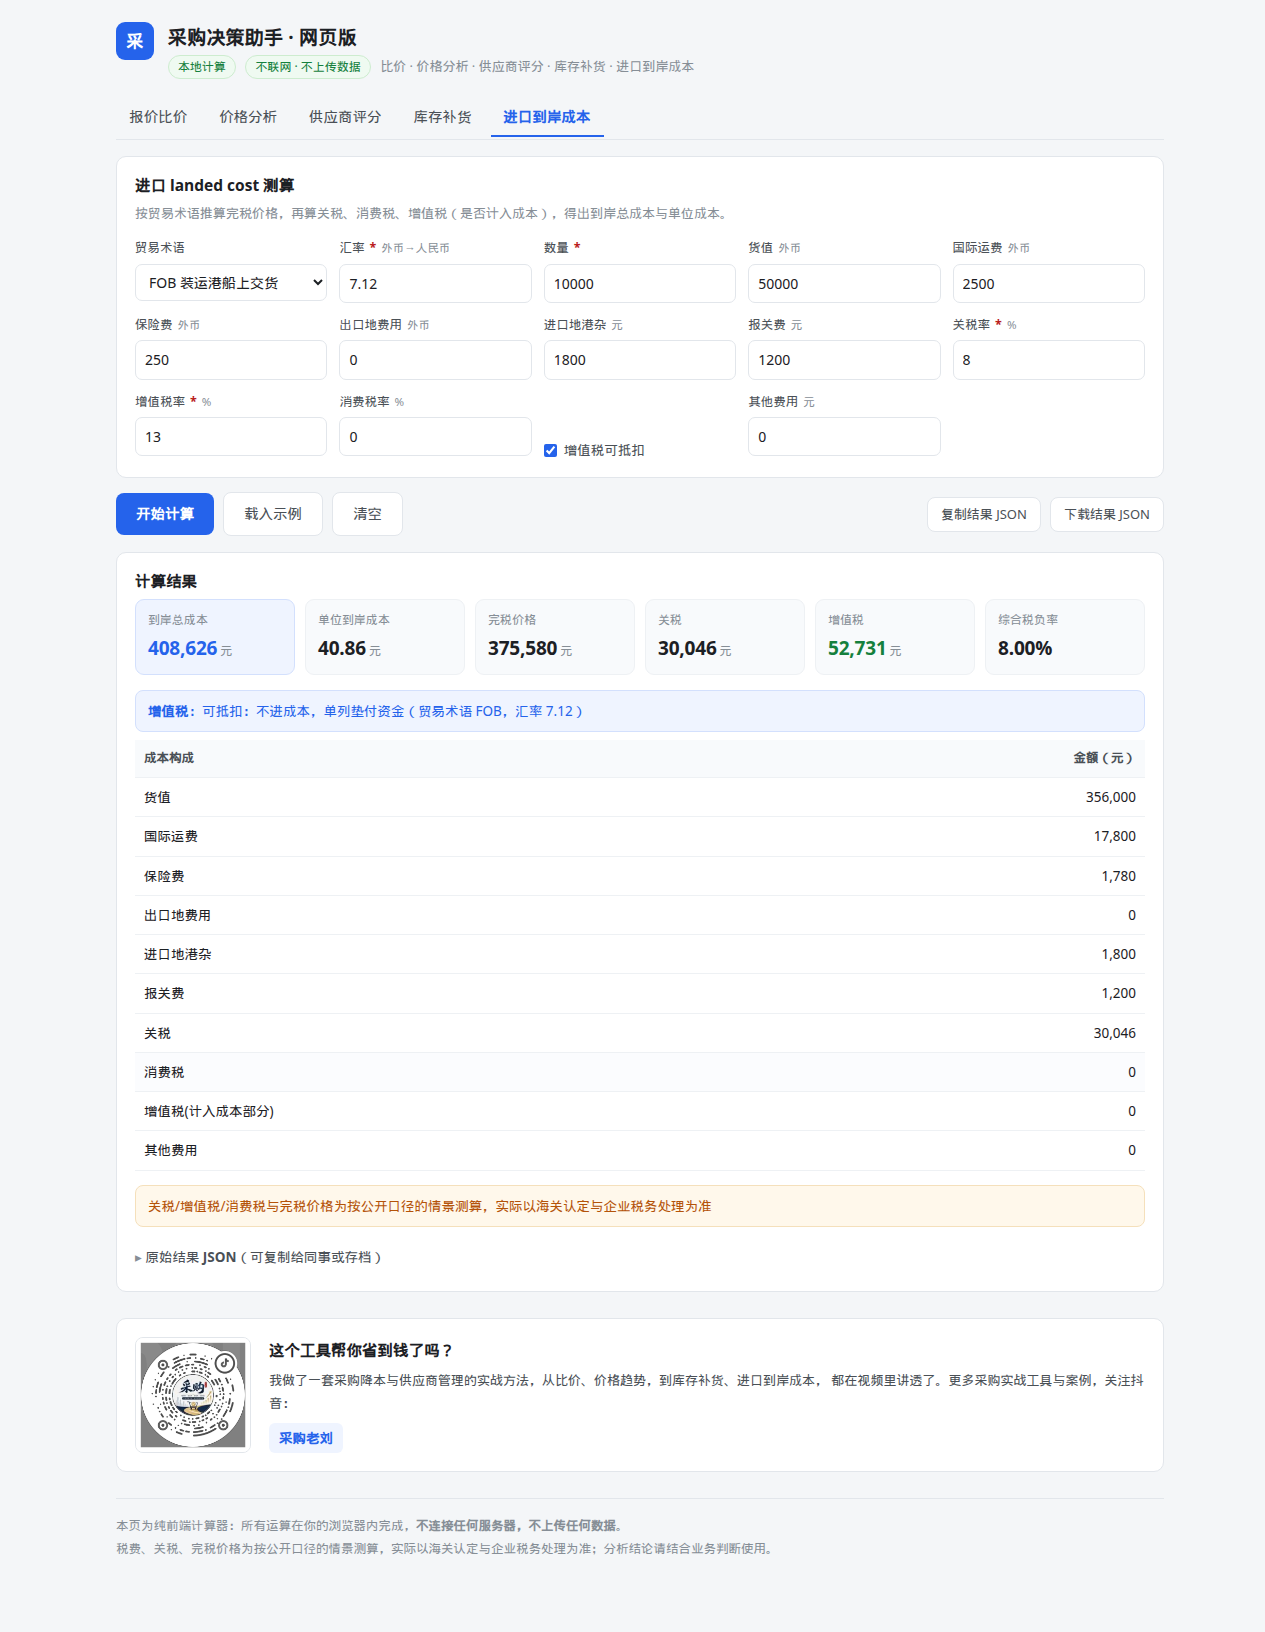 采
采购决策助手 · 网页版
本地计算 不联网 · 不上传数据 比价 · 价格分析 · 供应商评分 · 库存补货 · 进口到岸成本
报价比价 价格分析 供应商评分 库存补货 进口到岸成本
进口 landed cost 测算
按贸易术语推算完税价格，再算关税、消费税、增值税（是否计入成本），得出到岸总成本与单位成本。
贸易术语 汇率 * 外币→人民币 数量 * 货值 外币 国际运费 外币
FOB 装运港船上交货 7.12 10000 50000 2500
保险费 外币 出口地费用 外币 进口地港杂 元 报关费 元 关税率 * %
250 0 1800 1200 8
增值税率 * % 消费税率 % 其他费用 元
13 0 增值税可抵扣 0
开始计算 载入示例 清空 复制结果 JSON 下载结果 JSON
计算结果
到岸总成本 单位到岸成本 完税价格 关税 增值税 综合税负率
408,626 元 40.86 元 375,580 元 30,046 元 52,731 元 8.00%
增值税：可抵扣：不进成本，单列垫付资金（贸易术语 FOB，汇率 7.12）
成本构成 金额（元）
货值 356,000
国际运费 17,800
保险费 1,780
出口地费用 0
进口地港杂 1,800
报关费 1,200
关税 30,046
消费税 0
增值税(计入成本部分) 0
其他费用 0
关税/增值税/消费税与完税价格为按公开口径的情景测算，实际以海关认定与企业税务处理为准
▸ 原始结果 JSON（可复制给同事或存档）
采购
这个工具帮你省到钱了吗？
我做了一套采购降本与供应商管理的实战方法，从比价、价格趋势，到库存补货、进口到岸成本， 都在视频里讲透了。更多采购实战工具与案例，关注抖
音：
采购老刘
本页为纯前端计算器：所有运算在你的浏览器内完成，不连接任何服务器，不上传任何数据。
税费、关税、完税价格为按公开口径的情景测算，实际以海关认定与企业税务处理为准；分析结论请结合业务判断使用。